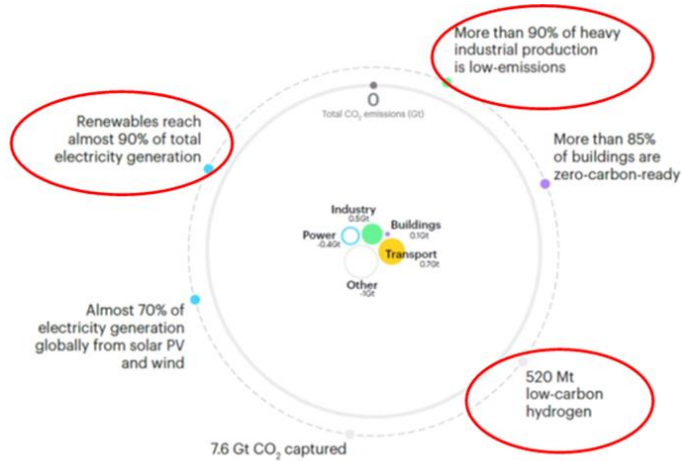 More than 90% of heavy
industrial production
is low-emissions
0
Total CO₂ emissions (Gt)
Renewables reach
almost 90% of total
electricity generation
More than 85%
of buildings are
zero-carbon-ready
Industry
0.5Gt
Buildings
0.1Gt
Power
-0.4Gt
Transport
0.7Gt
Other
-1Gt
Almost 70% of
electricity generation
globally from solar PV
and wind
520 Mt
low-carbon
hydrogen
7.6 Gt CO₂ captured